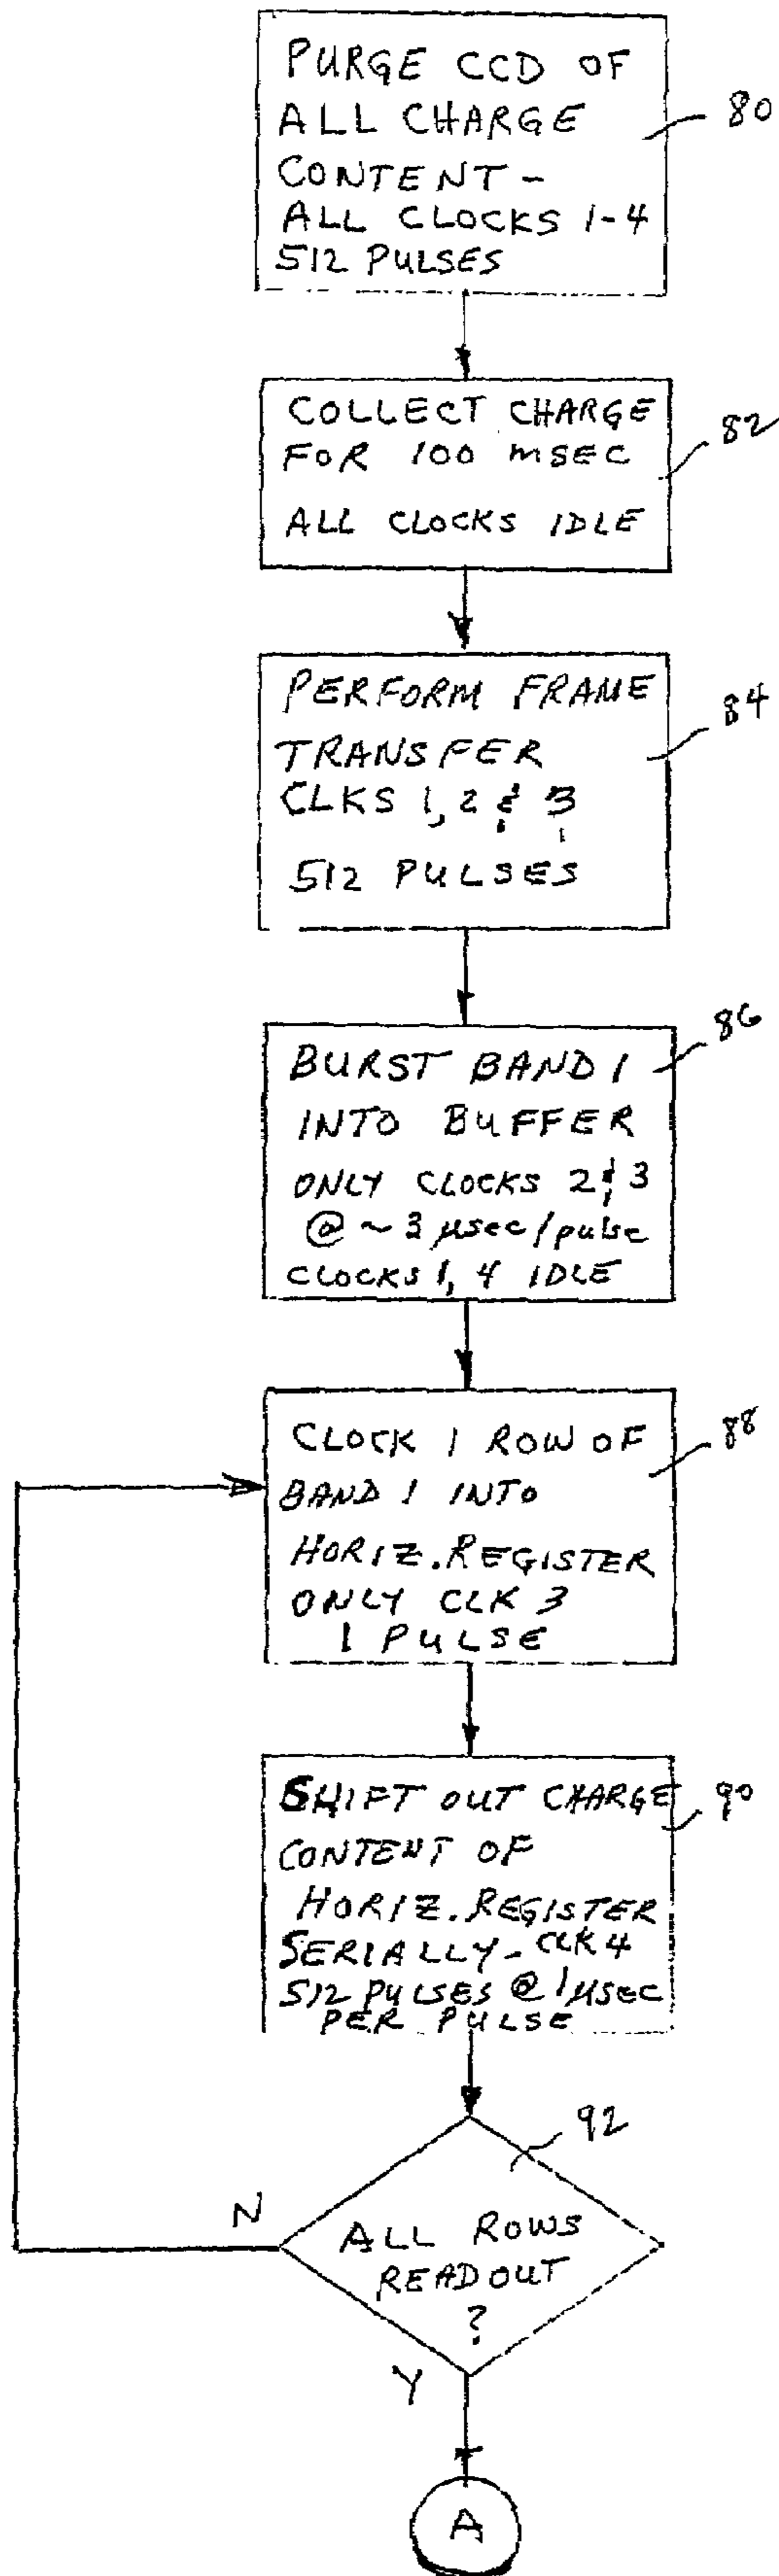 PURGE CCD OF
ALL CHARGE
CONTENT -
ALL CLOCKS 1-4
512 PULSES
80
COLLECT CHARGE
FOR 100 mSEC
ALL CLOCKS IDLE
82
PERFORM FRAME
TRANSFER
CLKS 1, 2 & 3
512 PULSES
84
BURST BAND 1
INTO BUFFER
ONLY CLOCKS 2 & 3
@ ~ 3 µsec/pulse
CLOCKS 1, 4 IDLE
86
CLOCK 1 ROW OF
BAND 1 INTO
HORIZ. REGISTER
ONLY CLK 3
1 PULSE
88
SHIFT OUT CHARGE
CONTENT OF
HORIZ. REGISTER
SERIALLY - CLK 4
512 PULSES @ 1 µSEC
PER PULSE
90
92
N
ALL ROWS
READ OUT
?
Y
A